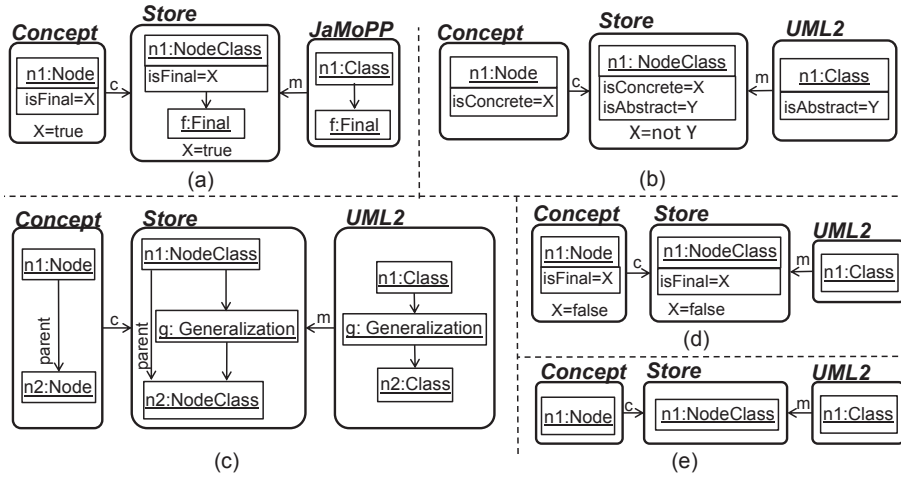 Concept
Store
JaMoPP
n1:Node
isFinal=X
X=true
c
n1:NodeClass
isFinal=X
f:Final
X=true
m
n1:Class
f:Final
(a)
Concept
Store
UML2
n1:Node
isConcrete=X
c
n1: NodeClass
isConcrete=X
isAbstract=Y
X=not Y
m
n1:Class
isAbstract=Y
(b)
Concept
Store
UML2
n1:Node
parent
n2:Node
c
n1:NodeClass
parent
g: Generalization
n2:NodeClass
m
n1:Class
g: Generalization
n2:Class
(c)
Concept
Store
UML2
n1:Node
isFinal=X
X=false
c
n1:NodeClass
isFinal=X
X=false
m
n1:Class
(d)
Concept
Store
UML2
n1:Node
c
n1:NodeClass
m
n1:Class
(e)